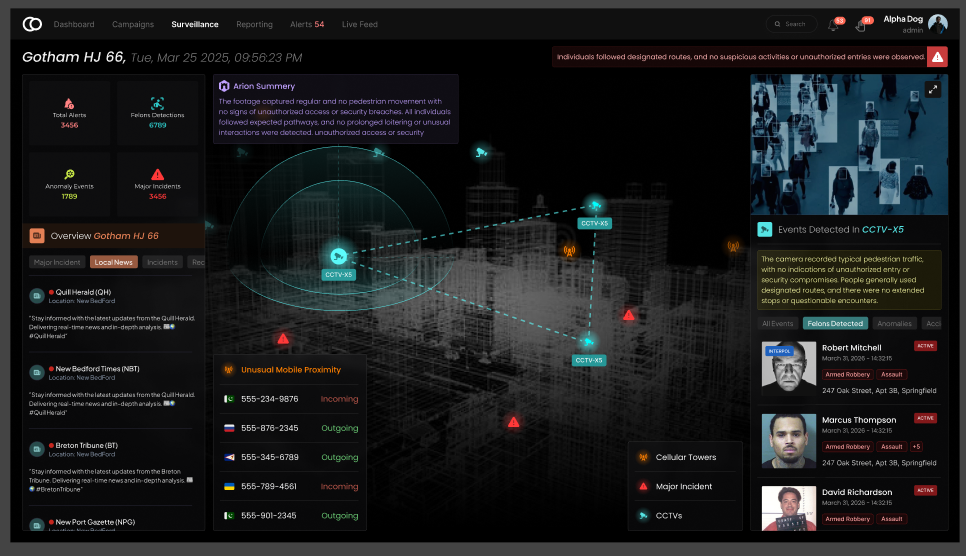 Dashboard
Campaigns
Surveillance
Reporting
Alerts 54
Live Feed
Search
Alpha Dog
admin
Gotham HJ 66, Tue, Mar 25 2025, 09:56:23 PM
Individuals followed designated routes, and no suspicious activities or unauthorized entries were observed.
Total Alerts
3456
Felons Detections
6789
Anomaly Events
1789
Major Incidents
3456
Overview Gotham HJ 66
Major Incident
Local News
Incidents
Rec
Quill Herald (QH)
Location: New BedFord
"Stay informed with the latest updates from the Quill Herald.
Delivering real-time news and in-depth analysis.
#QuillHerald"
New Bedford Times (NBT)
Location: New BedFord
"Stay informed with the latest updates from the Quill Herald.
Delivering real-time news and in-depth analysis.
#QuillHerald"
Breton Tribune (BT)
Location: New BedFord
"Stay informed with the latest updates from the Breton
Tribune. Delivering real-time news and in-depth analysis.
#BretonTribune"
New Port Gazette (NPG)
Arion Summery
The footage captured regular and no pedestrian movement with
no signs of unauthorized access or security breaches. All individuals
followed expected pathways, and no prolonged loitering or unusual
interactions were detected. unauthorized access or security
CCTV-X5
CCTV-X5
CCTV-X5
Unusual Mobile Proximity
555-234-9876 Incoming
555-876-2345 Outgoing
555-345-6789 Outgoing
555-789-4561 Incoming
555-901-2345 Outgoing
Cellular Towers
Major Incident
CCTVs
Events Detected In CCTV-X5
The camera recorded typical pedestrian traffic,
with no indications of unauthorized entry or
security compromises. People generally used
designated routes, and there were no extended
stops or questionable encounters.
All Events
Felons Detected
Anomalies
Acci
INTERPOL
Robert Mitchell
ACTIVE
March 31, 2026 - 14:32:15
Armed Robbery
Assault
247 Oak Street, Apt 3B, Springfield
Marcus Thompson
ACTIVE
March 31, 2026 - 14:32:15
Armed Robbery
Assault
+5
247 Oak Street, Apt 3B, Springfield
David Richardson
ACTIVE
March 31, 2026 - 14:32:15
Armed Robbery
Assault